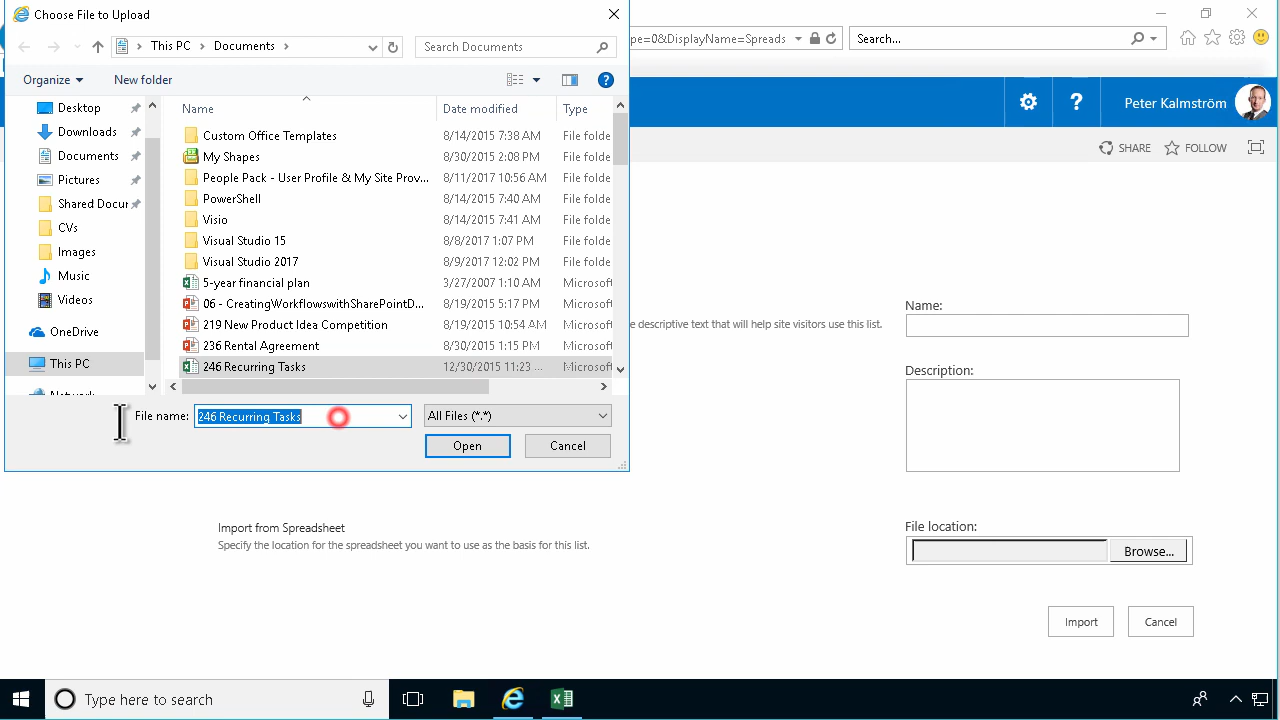 Choose File to Upload
This PC > Documents >
Search Documents
ype=0&DisplayName=Spreads
Search...
Organize
New folder
Peter Kalmström
SHARE
FOLLOW
Desktop
Downloads
Documents
Pictures
Shared Docur
CVs
Images
Music
Videos
OneDrive
This PC
Name Date modified Type
Custom Office Templates 8/14/2015 7:38 AM File folde
My Shapes 8/30/2015 2:08 PM File folde
People Pack - User Profile & My Site Prov... 8/11/2017 10:56 AM File folde
PowerShell 8/14/2015 7:40 AM File folde
Visio 8/14/2015 7:41 AM File folde
Visual Studio 15 8/8/2017 1:07 PM File folde
Visual Studio 2017 8/9/2017 12:02 PM File folde
5-year financial plan 3/27/2007 1:10 AM Microsoft
06 - CreatingWorkflowswithSharePointD... 8/19/2015 5:17 PM Microsoft
219 New Product Idea Competition 8/19/2015 10:54 AM Microsoft
236 Rental Agreement 8/30/2015 1:15 PM Microsoft
246 Recurring Tasks 12/30/2015 11:23 ... Microsoft
File name: 246 Recurring Tasks
All Files (*.*)
Open
Cancel
Name:
e descriptive text that will help site visitors use this list.
Description:
Import from Spreadsheet
Specify the location for the spreadsheet you want to use as the basis for this list.
File location:
Browse...
Import
Cancel
Type here to search